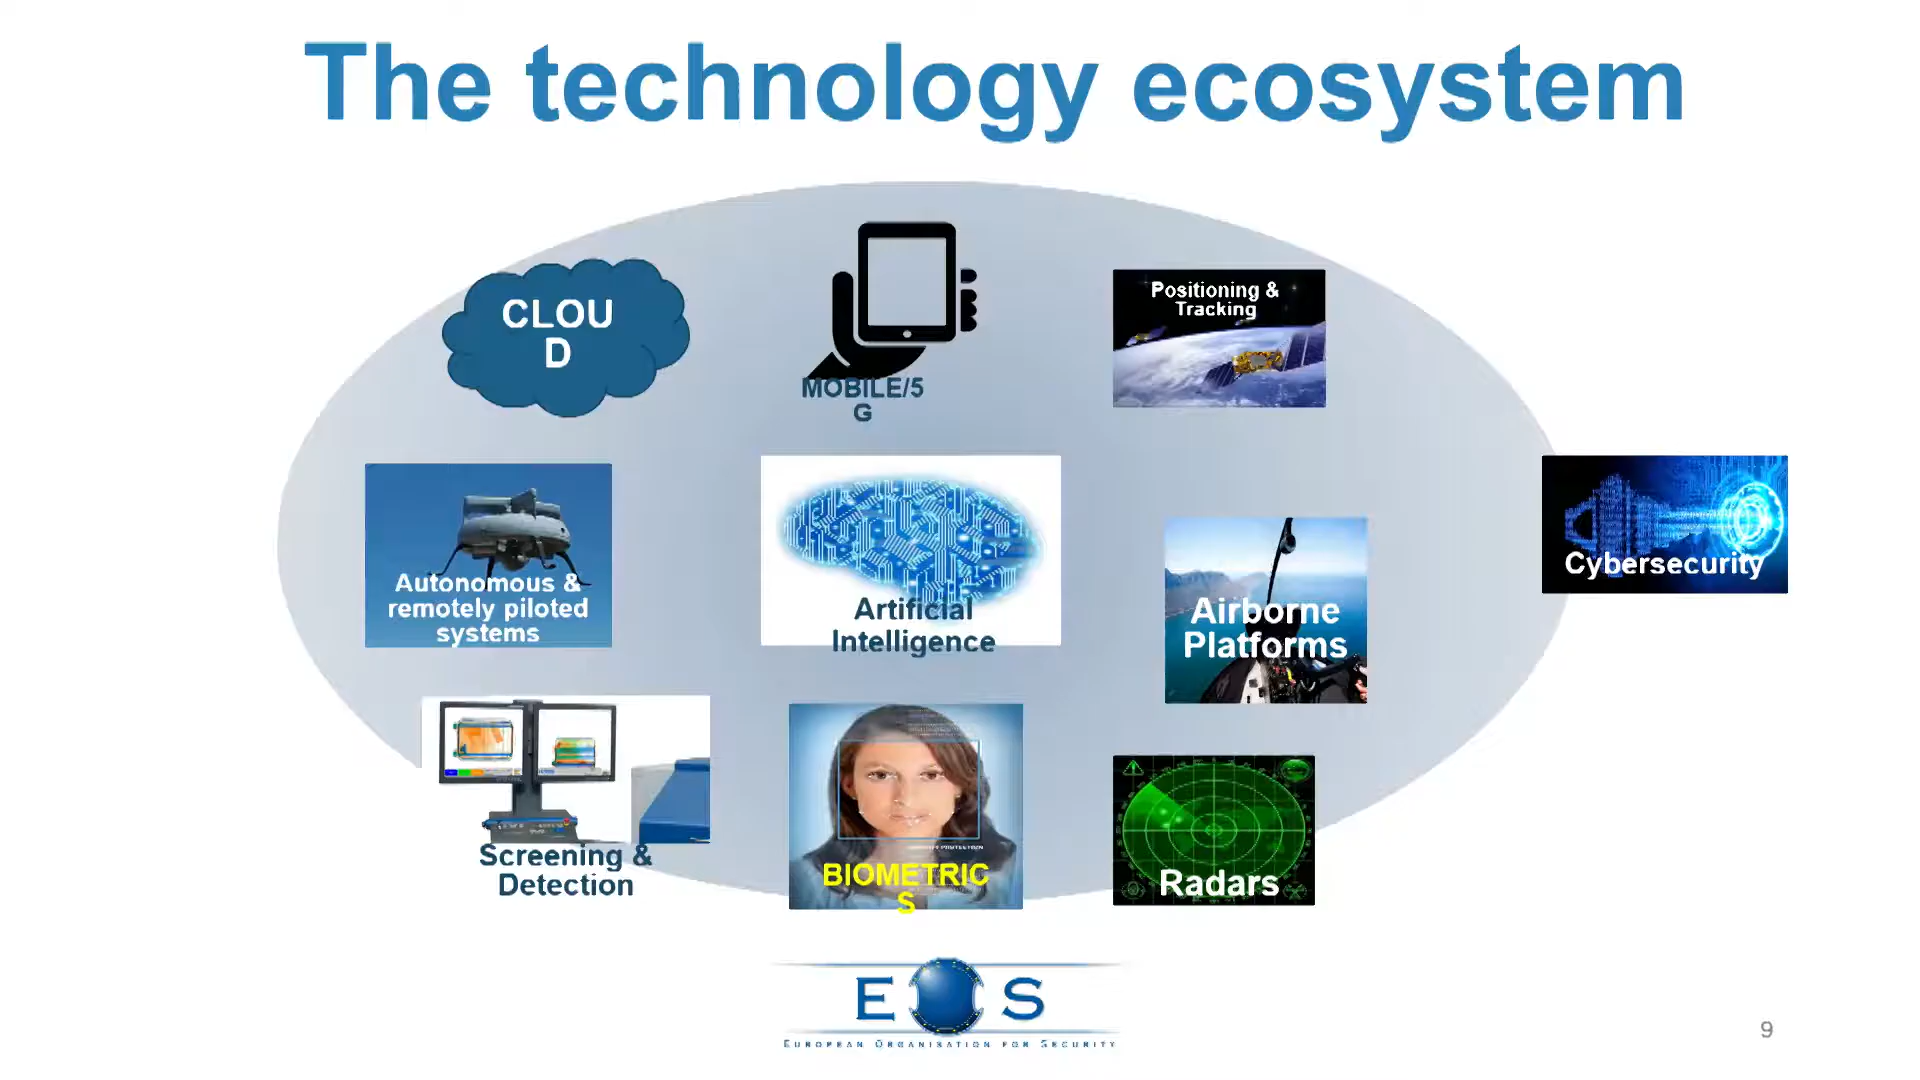 The technology ecosystem
CLOU
D
MOBILE/5
G
Positioning &
Tracking
Autonomous &
remotely piloted
systems
Artificial
Intelligence
Airborne
Platforms
Cybersecurity
Screening &
Detection
BIOMETRIC
S
Radars
E S
EUROPEAN ORGANISATION FOR SECURITY
9